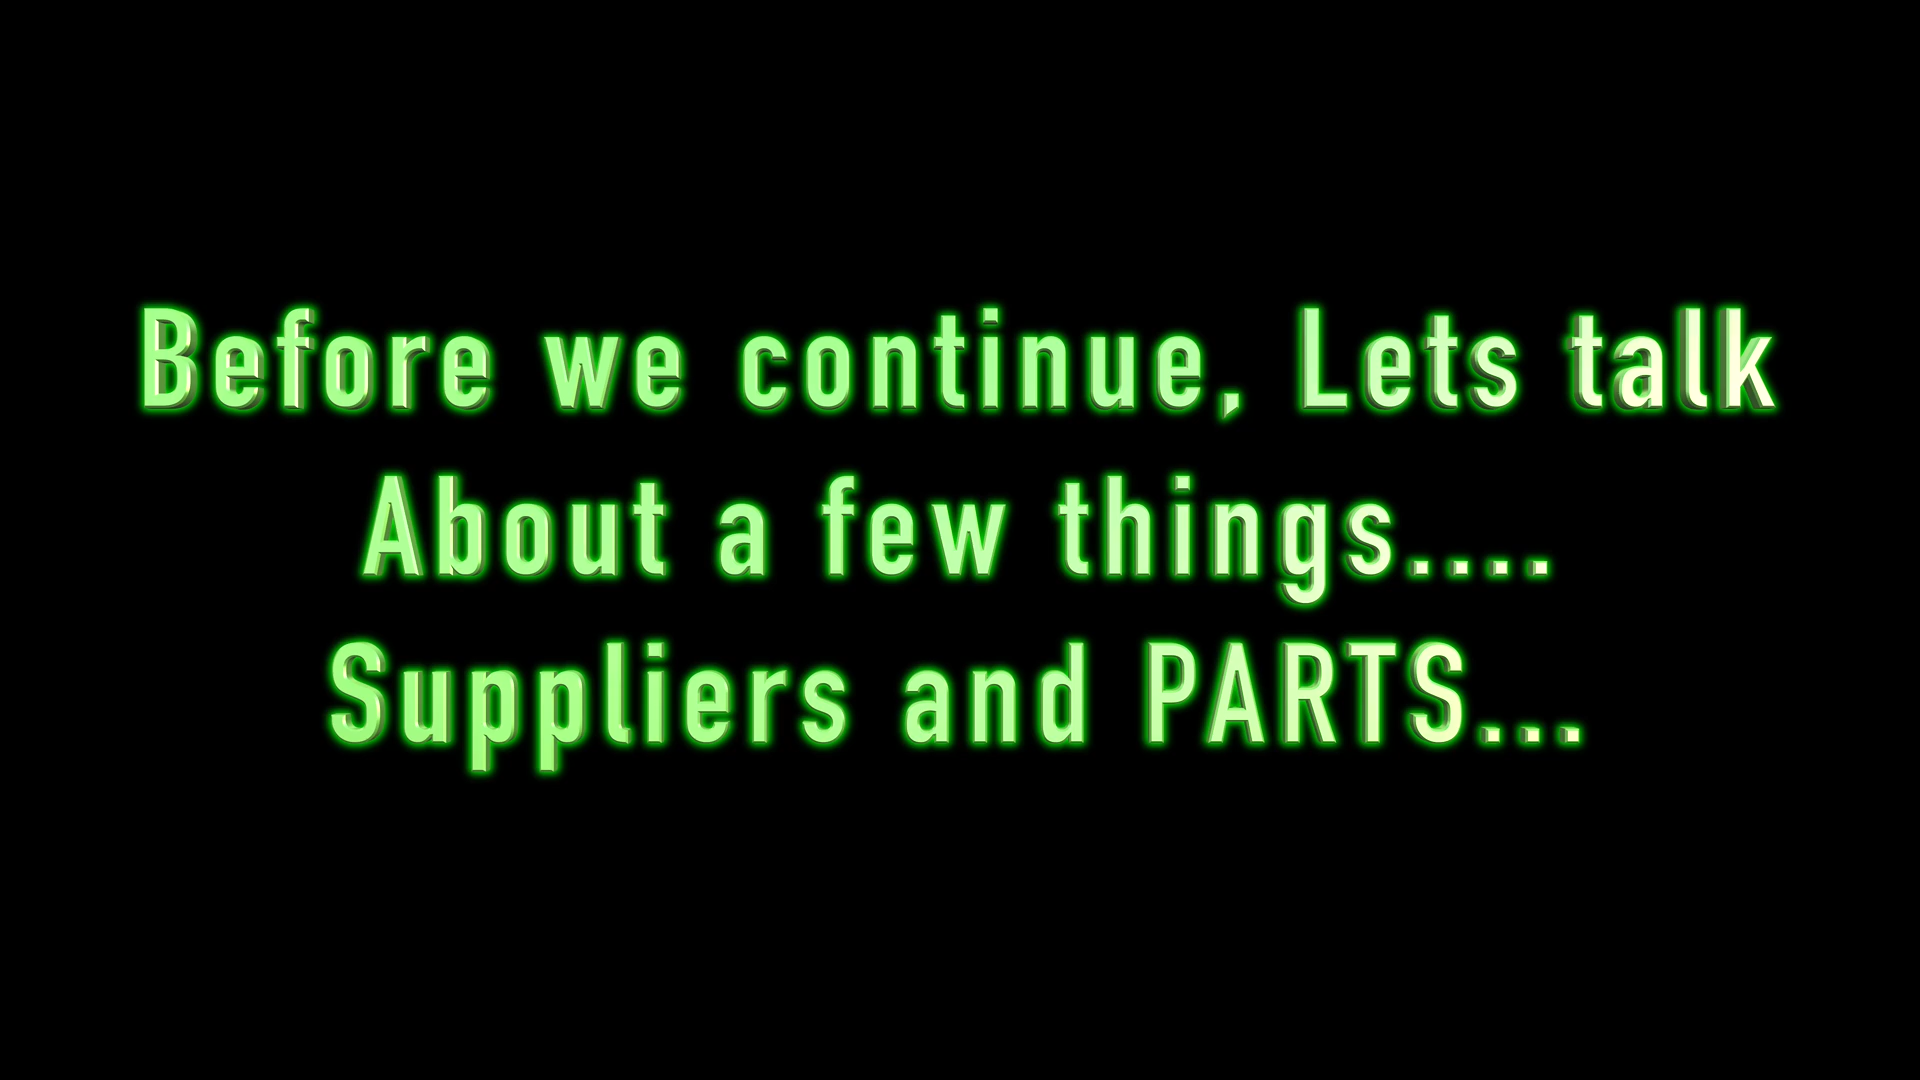 Before we continue, Lets talk
About a few things....
Suppliers and PARTS...